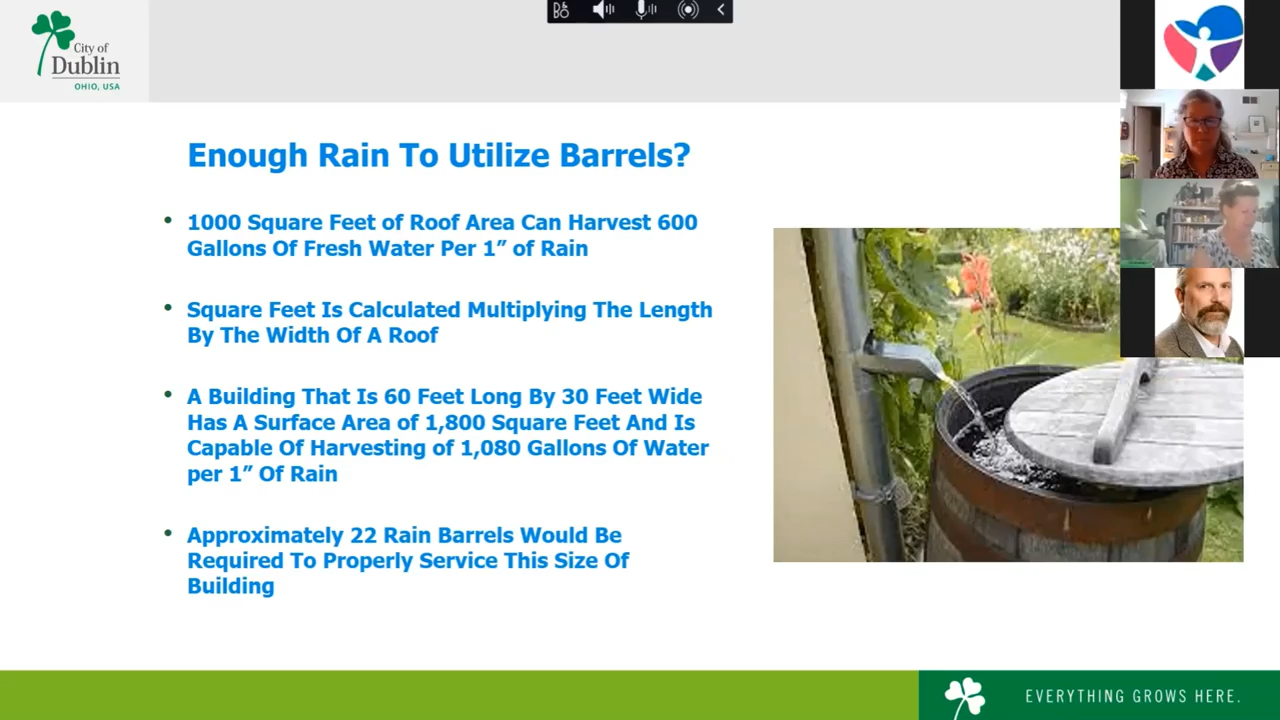 City of
Dublin
OHIO, USA
Enough Rain To Utilize Barrels?
• 1000 Square Feet of Roof Area Can Harvest 600
Gallons Of Fresh Water Per 1” of Rain
• Square Feet Is Calculated Multiplying The Length
By The Width Of A Roof
• A Building That Is 60 Feet Long By 30 Feet Wide
Has A Surface Area of 1,800 Square Feet And Is
Capable Of Harvesting of 1,080 Gallons Of Water
per 1” Of Rain
• Approximately 22 Rain Barrels Would Be
Required To Properly Service This Size Of
Building
EVERYTHING GROWS HERE.